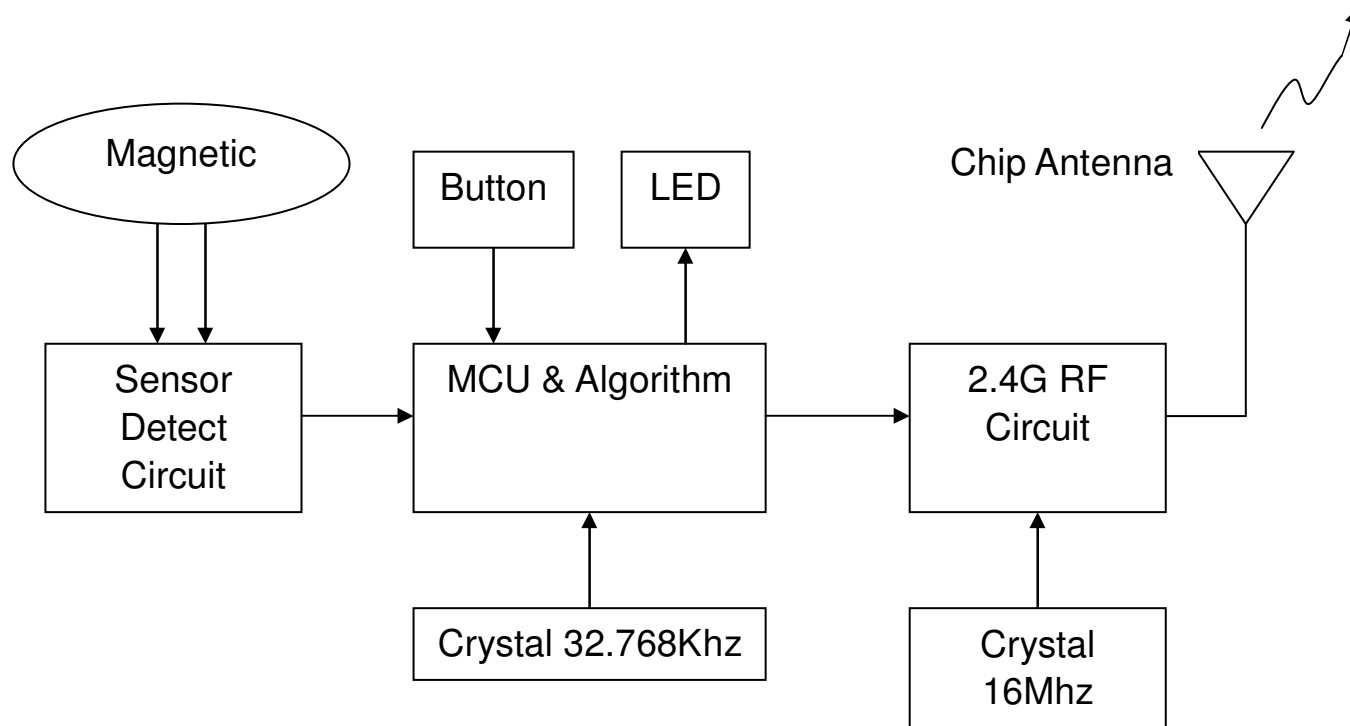 Magnetic
Button
LED
Chip Antenna
Sensor
Detect
Circuit
MCU & Algorithm
2.4G RF
Circuit
Crystal 32.768Khz
Crystal
16Mhz